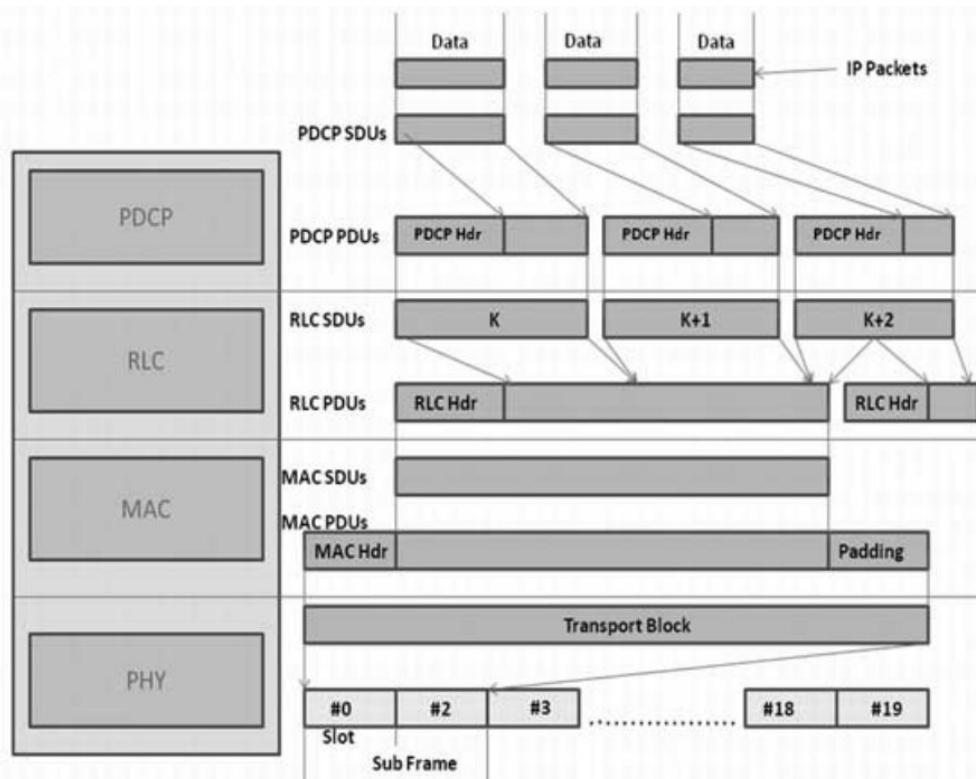 Data Data Data
IP Packets
PDCP SDUs
PDCP
PDCP PDUs PDCP Hdr PDCP Hdr PDCP Hdr
RLC SDUs K K+1 K+2
RLC
RLC PDUs RLC Hdr RLC Hdr
MAC SDUs
MAC
MAC PDUs
MAC Hdr Padding
Transport Block
PHY
#0 #2 #3 .................... #18 #19
Slot
Sub Frame